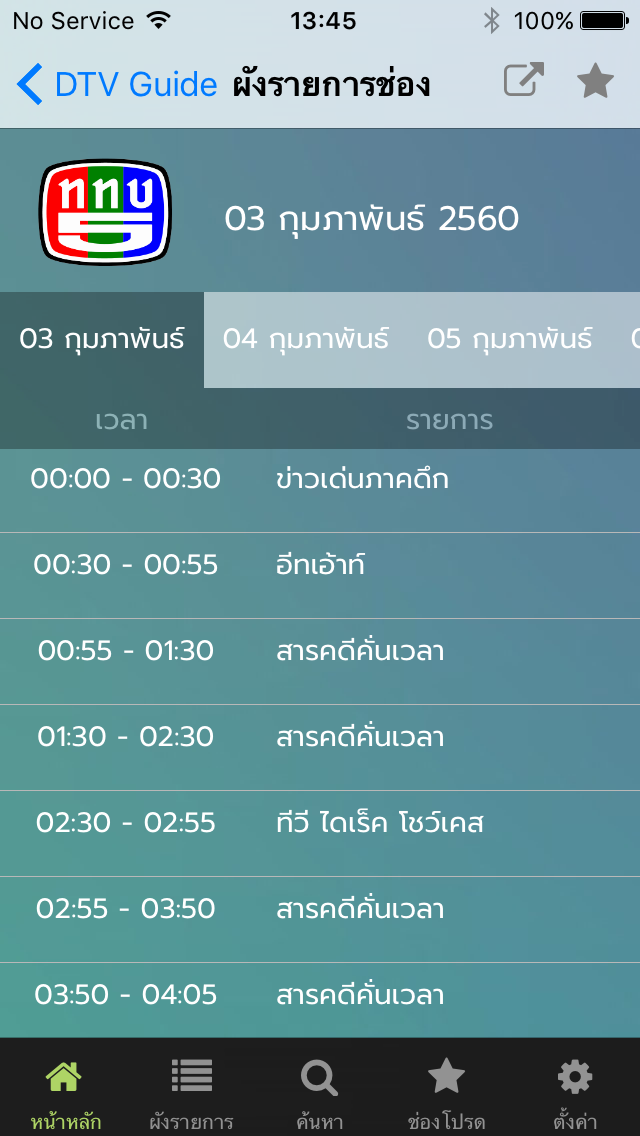 No Service 13:45 100%
DTV Guide ผังรายการช่อง
ททบ 5
03 กุมภาพันธ์ 2560
03 กุมภาพันธ์ 04 กุมภาพันธ์ 05 กุมภาพันธ์
เวลา รายการ
00:00 - 00:30 ข่าวเด่นภาคดึก
00:30 - 00:55 อีทเอ้าท์
00:55 - 01:30 สารคดีคั่นเวลา
01:30 - 02:30 สารคดีคั่นเวลา
02:30 - 02:55 ทีวี ไดเร็ค โชว์เคส
02:55 - 03:50 สารคดีคั่นเวลา
03:50 - 04:05 สารคดีคั่นเวลา
หน้าหลัก ผังรายการ ค้นหา ช่องโปรด ตั้งค่า